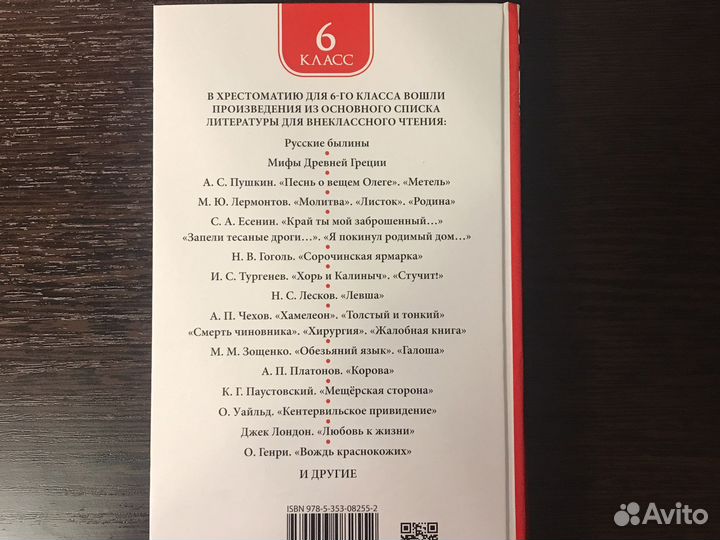 6
КЛАСС
В ХРЕСТОМАТИЮ ДЛЯ 6-ГО КЛАССА ВОШЛИ
ПРОИЗВЕДЕНИЯ ИЗ ОСНОВНОГО СПИСКА
ЛИТЕРАТУРЫ ДЛЯ ВНЕКЛАССНОГО ЧТЕНИЯ:
Русские былины
Мифы Древней Греции
А. С. Пушкин. «Песнь о вещем Олеге». «Метель»
М. Ю. Лермонтов. «Молитва». «Листок». «Родина»
С. А. Есенин. «Край ты мой заброшенный…»
«Запели тесаные дроги…». «Я покинул родимый дом…»
Н. В. Гоголь. «Сорочинская ярмарка»
И. С. Тургенев. «Хорь и Калиныч». «Стучит!»
Н. С. Лесков. «Левша»
А. П. Чехов. «Хамелеон». «Толстый и тонкий»
«Смерть чиновника». «Хирургия». «Жалобная книга»
М. М. Зощенко. «Обезьяний язык». «Галоша»
А. П. Платонов. «Корова»
К. Г. Паустовский. «Мещёрская сторона»
О. Уайльд. «Кентервильское привидение»
Джек Лондон. «Любовь к жизни»
О. Генри. «Вождь краснокожих»
И ДРУГИЕ
ISBN 978-5-353-08255-2
Avito